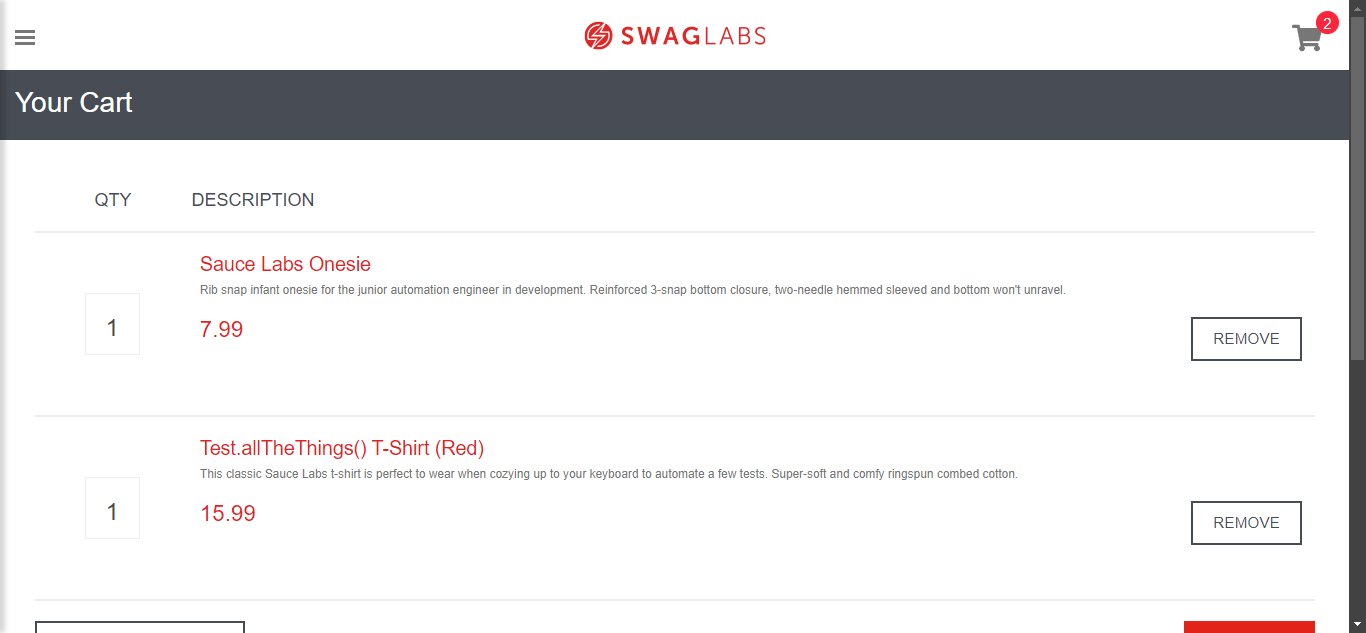 SWAGLABS
2
Your Cart
QTY DESCRIPTION
Sauce Labs Onesie
Rib snap infant onesie for the junior automation engineer in development. Reinforced 3-snap bottom closure, two-needle hemmed sleeved and bottom won't unravel.
1
7.99
REMOVE
Test.allTheThings() T-Shirt (Red)
This classic Sauce Labs t-shirt is perfect to wear when cozying up to your keyboard to automate a few tests. Super-soft and comfy ringspun combed cotton.
1
15.99
REMOVE